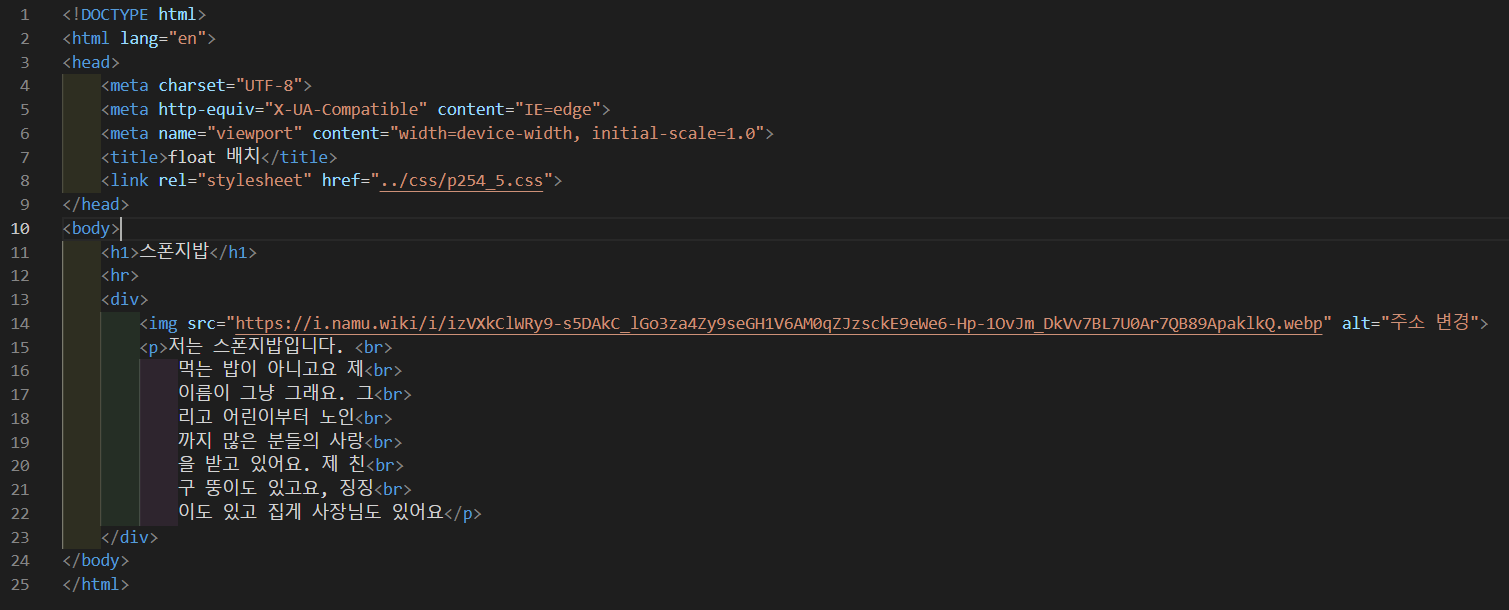 1 <!DOCTYPE html>
2 <html lang="en">
3 <head>
4 <meta charset="UTF-8">
5 <meta http-equiv="X-UA-Compatible" content="IE=edge">
6 <meta name="viewport" content="width=device-width, initial-scale=1.0">
7 <title>float 배치</title>
8 <link rel="stylesheet" href="../css/p254_5.css">
9 </head>
10 <body>
11 <h1>스폰지밥</h1>
12 <hr>
13 <div>
14 <img src="https://i.namu.wiki/i/izVXkClWRy9-s5DAkC_lGo3za4Zy9seGH1V6AM0qZJzsckE9eWe6-Hp-1OvJm_DkVv7BL7U0Ar7QB89ApaklkQ.webp" alt="주소 변경">
15 <p>저는 스폰지밥입니다. <br>
16 먹는 밥이 아니고요 제<br>
17 이름이 그냥 그래요. 그<br>
18 리고 어린이부터 노인<br>
19 까지 많은 분들의 사랑<br>
20 을 받고 있어요. 제 친<br>
21 구 뚱이도 있고요, 징징<br>
22 이도 있고 집게 사장님도 있어요</p>
23 </div>
24 </body>
25 </html>